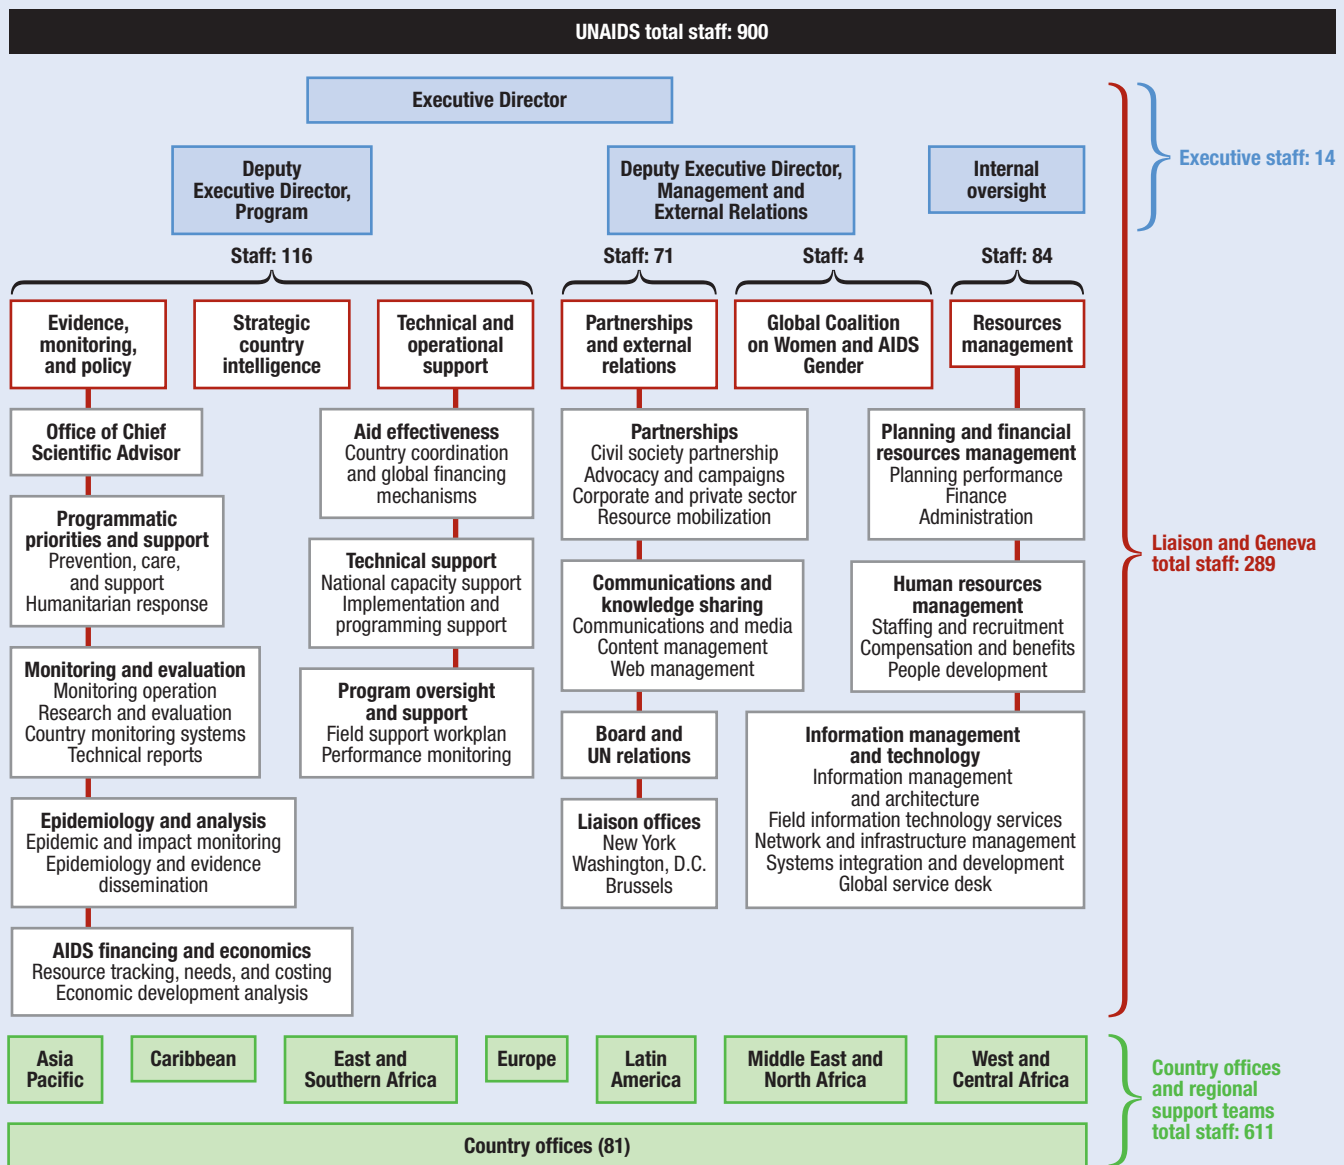 UNAIDS total staff: 900
Executive Director
Deputy
Executive Director,
Program
Deputy Executive Director,
Management and
External Relations
Internal
oversight
Executive staff: 14
Staff: 116
Staff: 71
Staff: 4
Staff: 84
Evidence,
monitoring,
and policy
Strategic
country
intelligence
Technical and
operational
support
Partnerships
and external
relations
Global Coalition
on Women and AIDS
Gender
Resources
management
Office of Chief
Scientific Advisor
Programmatic
priorities and support
Prevention, care,
and support
Humanitarian response
Monitoring and evaluation
Monitoring operation
Research and evaluation
Country monitoring systems
Technical reports
Epidemiology and analysis
Epidemic and impact monitoring
Epidemiology and evidence
dissemination
AIDS financing and economics
Resource tracking, needs, and costing
Economic development analysis
Aid effectiveness
Country coordination
and global financing
mechanisms
Technical support
National capacity support
Implementation and
programming support
Program oversight
and support
Field support workplan
Performance monitoring
Partnerships
Civil society partnership
Advocacy and campaigns
Corporate and private sector
Resource mobilization
Communications and
knowledge sharing
Communications and media
Content management
Web management
Board and
UN relations
Liaison offices
New York
Washington, D.C.
Brussels
Planning and financial
resources management
Planning performance
Finance
Administration
Human resources
management
Staffing and recruitment
Compensation and benefits
People development
Information management
and technology
Information management
and architecture
Field information technology services
Network and infrastructure management
Systems integration and development
Global service desk
Liaison and Geneva
total staff: 289
Asia
Pacific
Caribbean
East and
Southern Africa
Europe
Latin
America
Middle East and
North Africa
West and
Central Africa
Country offices
and regional
support teams
total staff: 611
Country offices (81)